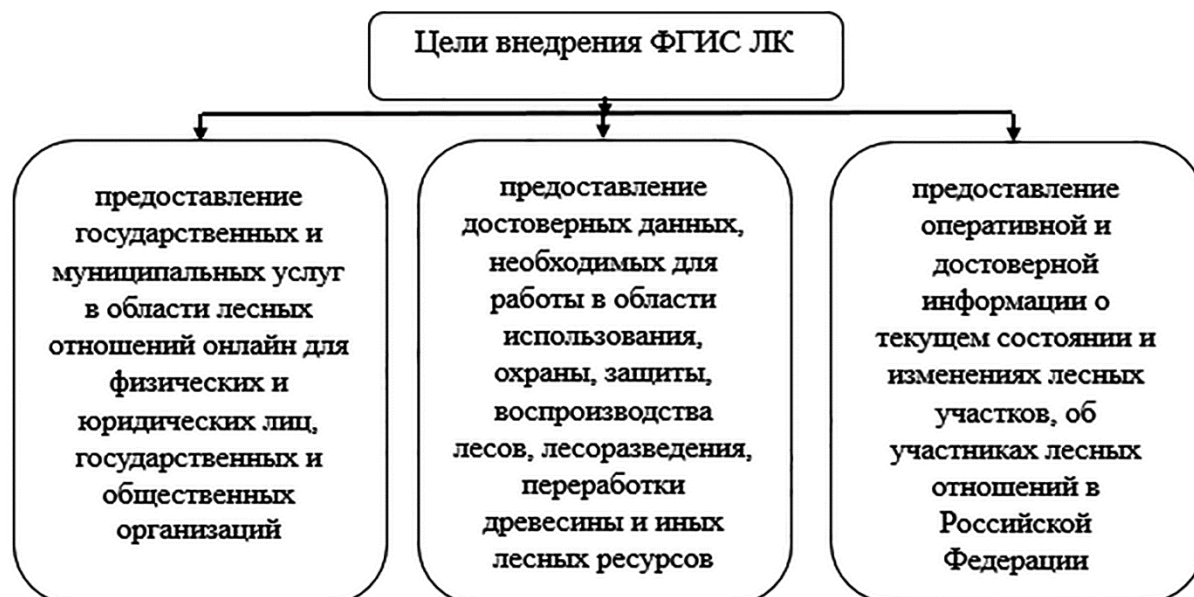 Цели внедрения ФГИС ЛК
предоставление
государственных и
муниципальных услуг
в области лесных
отношений онлайн для
физических и
юридических лиц,
государственных и
общественных
организаций
предоставление
достоверных данных,
необходимых для
работы в области
использования,
охраны, защиты,
воспроизводства
лесов, лесоразведения,
переработки
древесины и иных
лесных ресурсов
предоставление
оперативной и
достоверной
информации о
текущем состоянии и
изменениях лесных
участков, об
участниках лесных
отношений в
Российской
Федерации